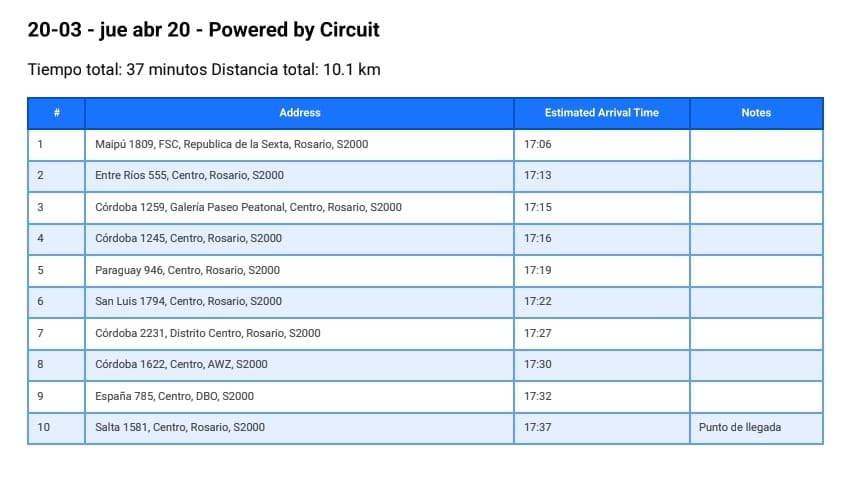 20-03 - jue abr 20 - Powered by Circuit
Tiempo total: 37 minutos Distancia total: 10.1 km
# Address Estimated Arrival Time Notes
1 Maipú 1809, FSC, Republica de la Sexta, Rosario, S2000 17:06
2 Entre Ríos 555, Centro, Rosario, S2000 17:13
3 Córdoba 1259, Galería Paseo Peatonal, Centro, Rosario, S2000 17:15
4 Córdoba 1245, Centro, Rosario, S2000 17:16
5 Paraguay 946, Centro, Rosario, S2000 17:19
6 San Luis 1794, Centro, Rosario, S2000 17:22
7 Córdoba 2231, Distrito Centro, Rosario, S2000 17:27
8 Córdoba 1622, Centro, AWZ, S2000 17:30
9 España 785, Centro, DBO, S2000 17:32
10 Salta 1581, Centro, Rosario, S2000 17:37 Punto de llegada